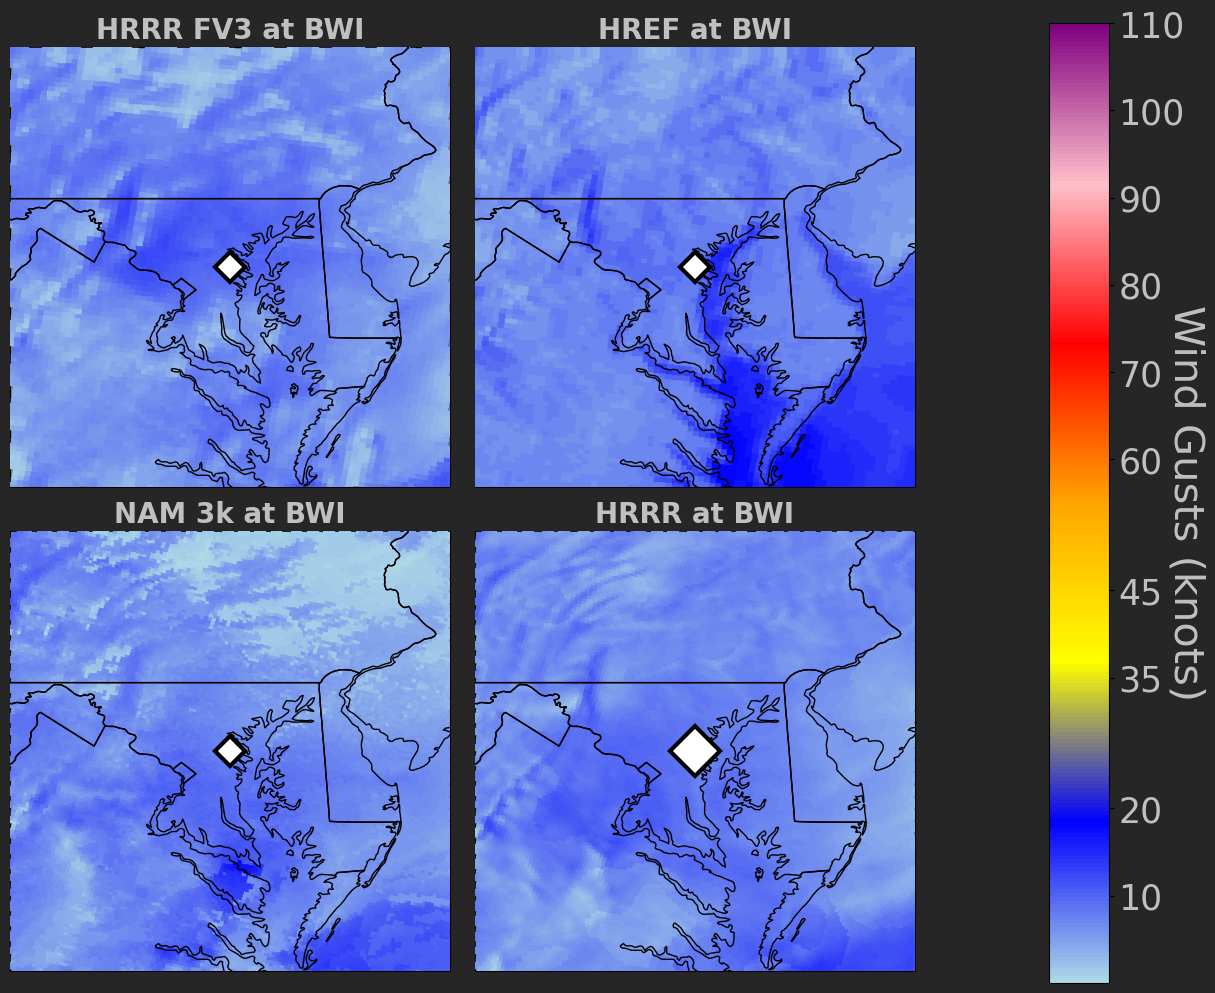 HRRR FV3 at BWI
HREF at BWI
NAM 3k at BWI
HRRR at BWI
110
100
90
80
70
60
45
35
20
10
Wind Gusts (knots)